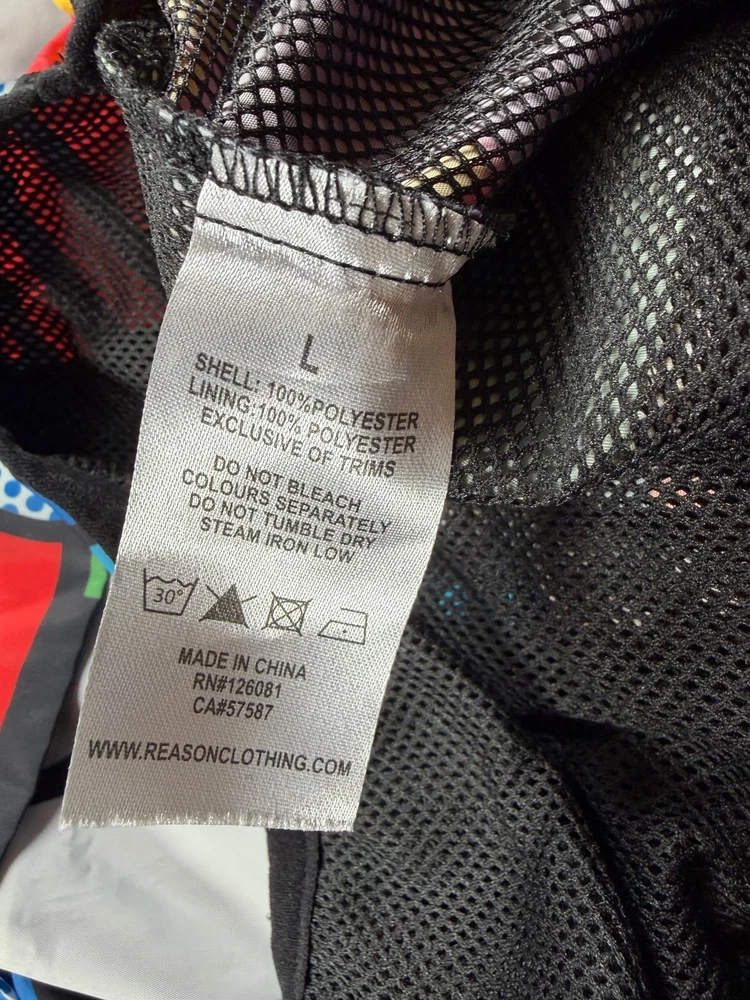 L
SHELL: 100%POLYESTER
LINING:100% POLYESTER
EXCLUSIVE OF TRIMS
DO NOT BLEACH
COLOURS SEPARATELY
DO NOT TUMBLE DRY
STEAM IRON LOW
30°
MADE IN CHINA
RN#126081
CA#57587
WWW.REASONCLOTHING.COM